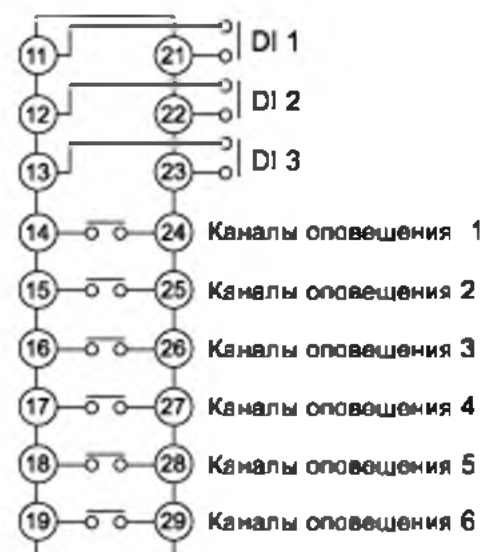 11 21 DI 1
12 22 DI 2
13 23 DI 3
14 24 Каналы оповещения 1
15 25 Каналы оповещения 2
16 26 Каналы оповещения 3
17 27 Каналы оповещения 4
18 28 Каналы оповещения 5
19 29 Каналы оповещения 6